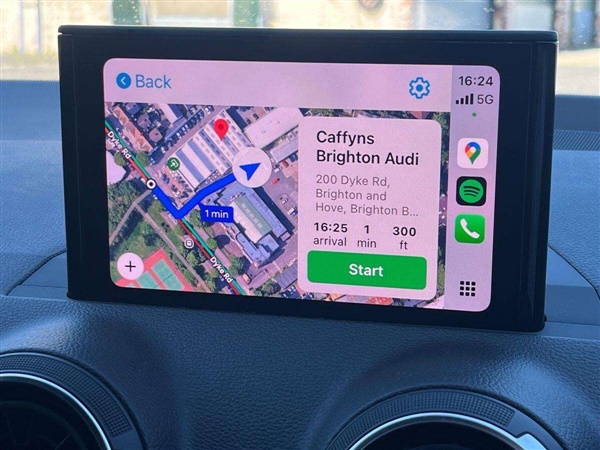 Back
16:24
5G
Dyke Rd
Caffyns
Brighton Audi
200 Dyke Rd,
Brighton and
Hove, Brighton B...
16:25 1 300
arrival min ft
Start
1 min
Dyke Rd
+